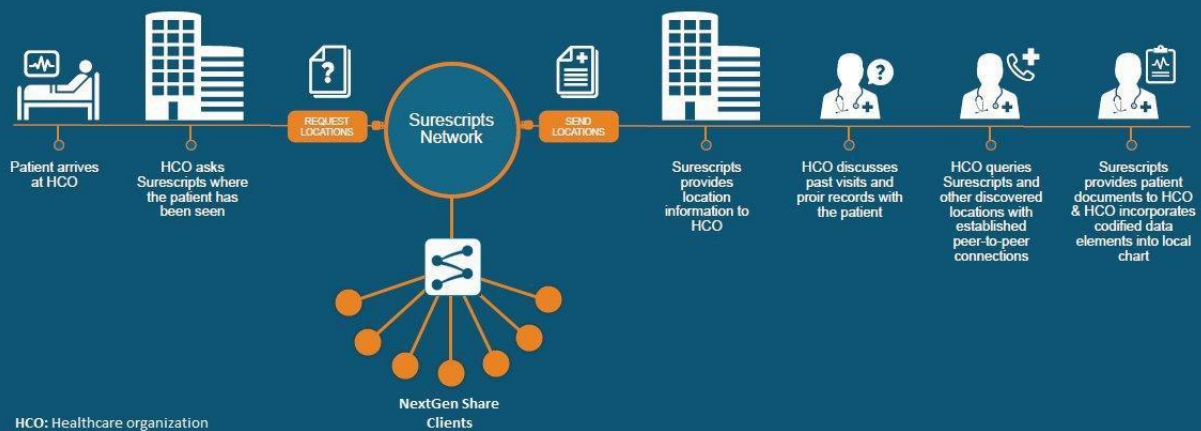 REQUEST
LOCATIONS
Surescripts
Network
SEND
LOCATIONS
Patient arrives
at HCO
HCO asks
Surescripts where
the patient has
been seen
Surescripts
provides
location
information to
HCO
HCO discusses
past visits and
proir records with
the patient
HCO queries
Surescripts and
other discovered
locations with
established
peer-to-peer
connections
Surescripts
provides patient
documents to HCO
& HCO incorporates
codified data
elements into local
chart
NextGen Share
Clients
HCO: Healthcare organization